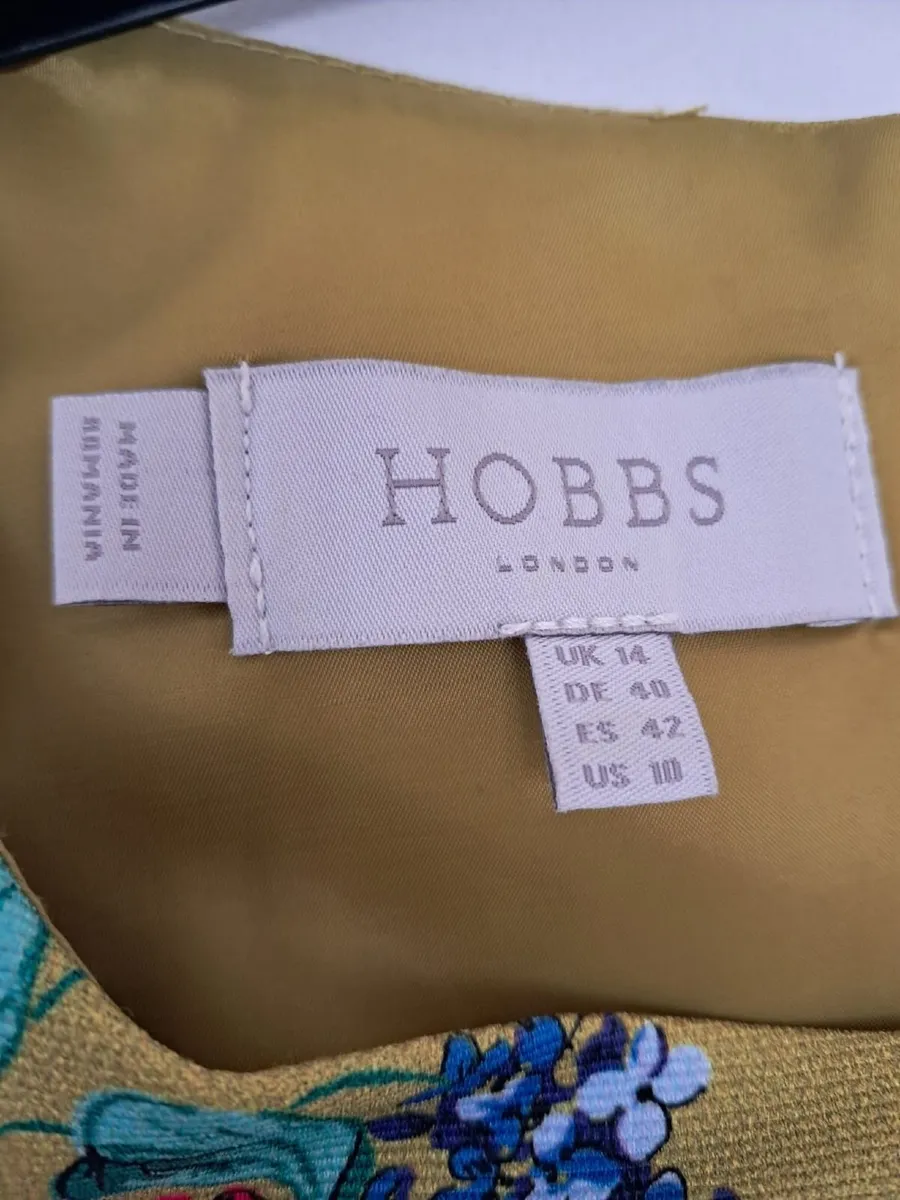 HOBBS
LONDON
MADE IN
ROMANIA
UK 14
DE 40
ES 42
US 10